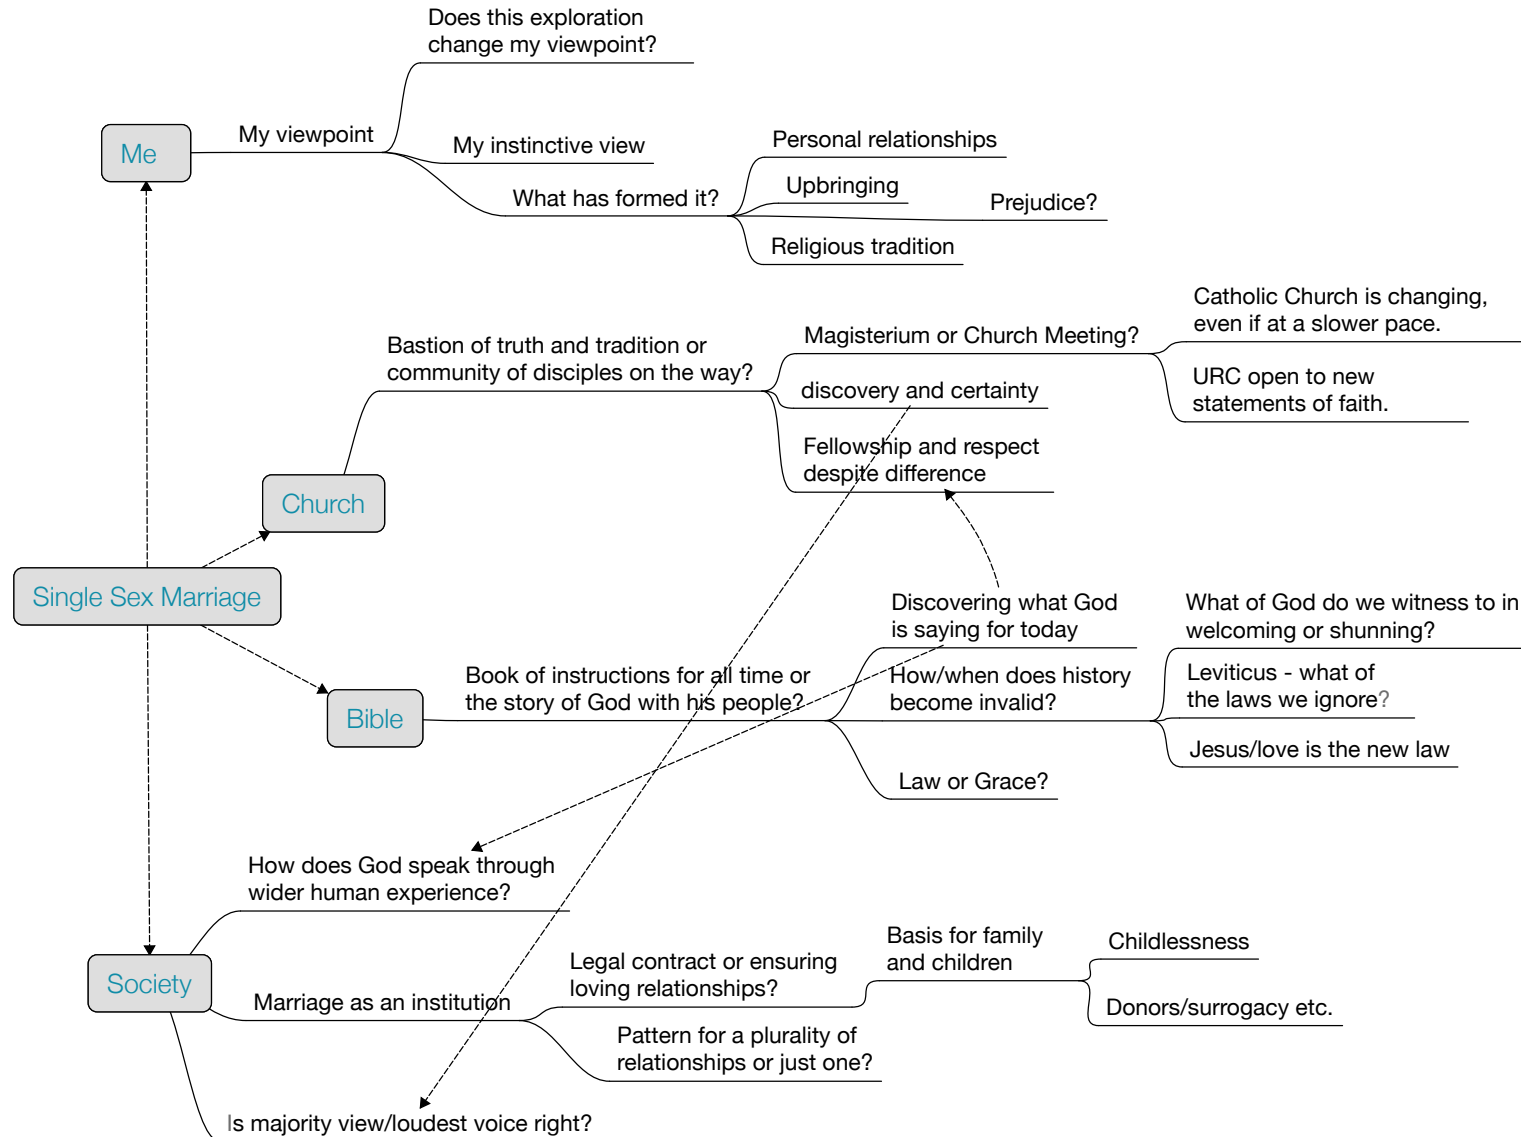 Does this exploration
change my viewpoint?
Me
My viewpoint
My instinctive view
What has formed it?
Personal relationships
Upbringing
Prejudice?
Religious tradition
Church
Bastion of truth and tradition or
community of disciples on the way?
Magisterium or Church Meeting?
Catholic Church is changing,
even if at a slower pace.
URC open to new
statements of faith.
discovery and certainty
Fellowship and respect
despite difference
Single Sex Marriage
Bible
Book of instructions for all time or
the story of God with his people?
Discovering what God
is saying for today
How/when does history
become invalid?
What of God do we witness to in
welcoming or shunning?
Leviticus - what of
the laws we ignore?
Jesus/love is the new law
Law or Grace?
Society
How does God speak through
wider human experience?
Marriage as an institution
Legal contract or ensuring
loving relationships?
Basis for family
and children
Childlessness
Donors/surrogacy etc.
Pattern for a plurality of
relationships or just one?
Is majority view/loudest voice right?